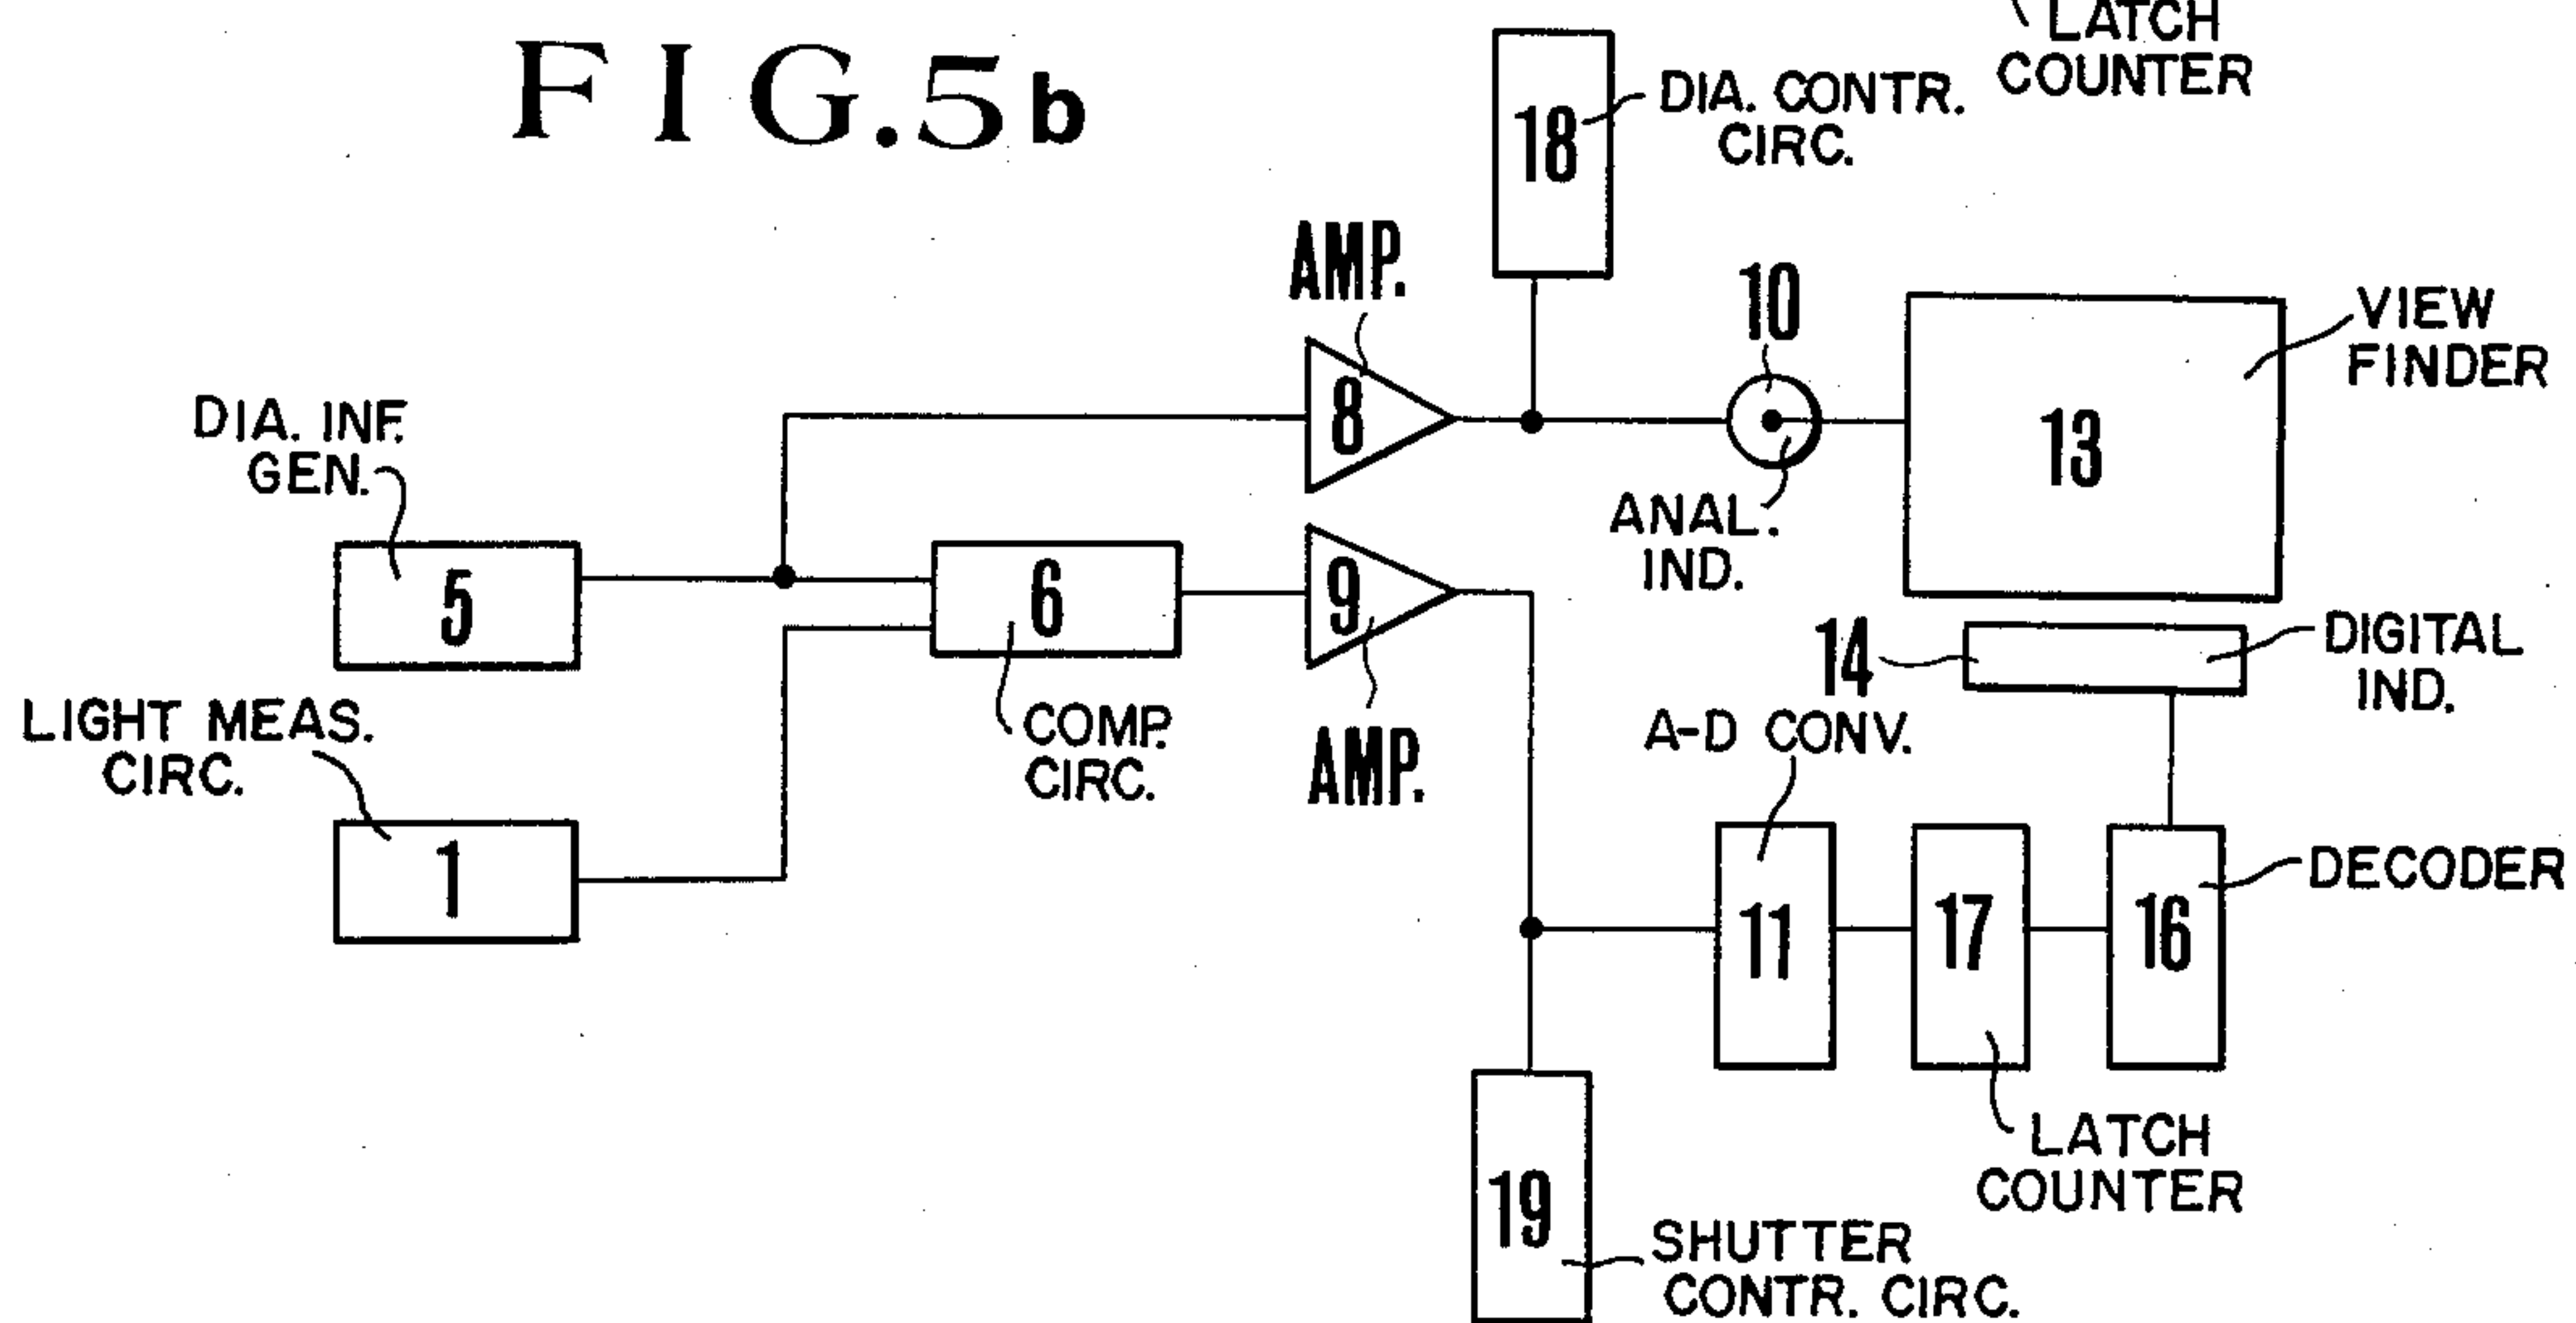 LATCH
COUNTER
FIG.5b
18
DIA. CONTR.
CIRC.
AMP.
10
VIEW
FINDER
8
13
DIA. INF.
GEN.
ANAL.
IND.
5
6
9
14
DIGITAL
IND.
LIGHT MEAS.
CIRC.
COMP.
CIRC.
AMP.
A-D CONV.
1
11
17
16
DECODER
LATCH
COUNTER
19
SHUTTER
CONTR. CIRC.